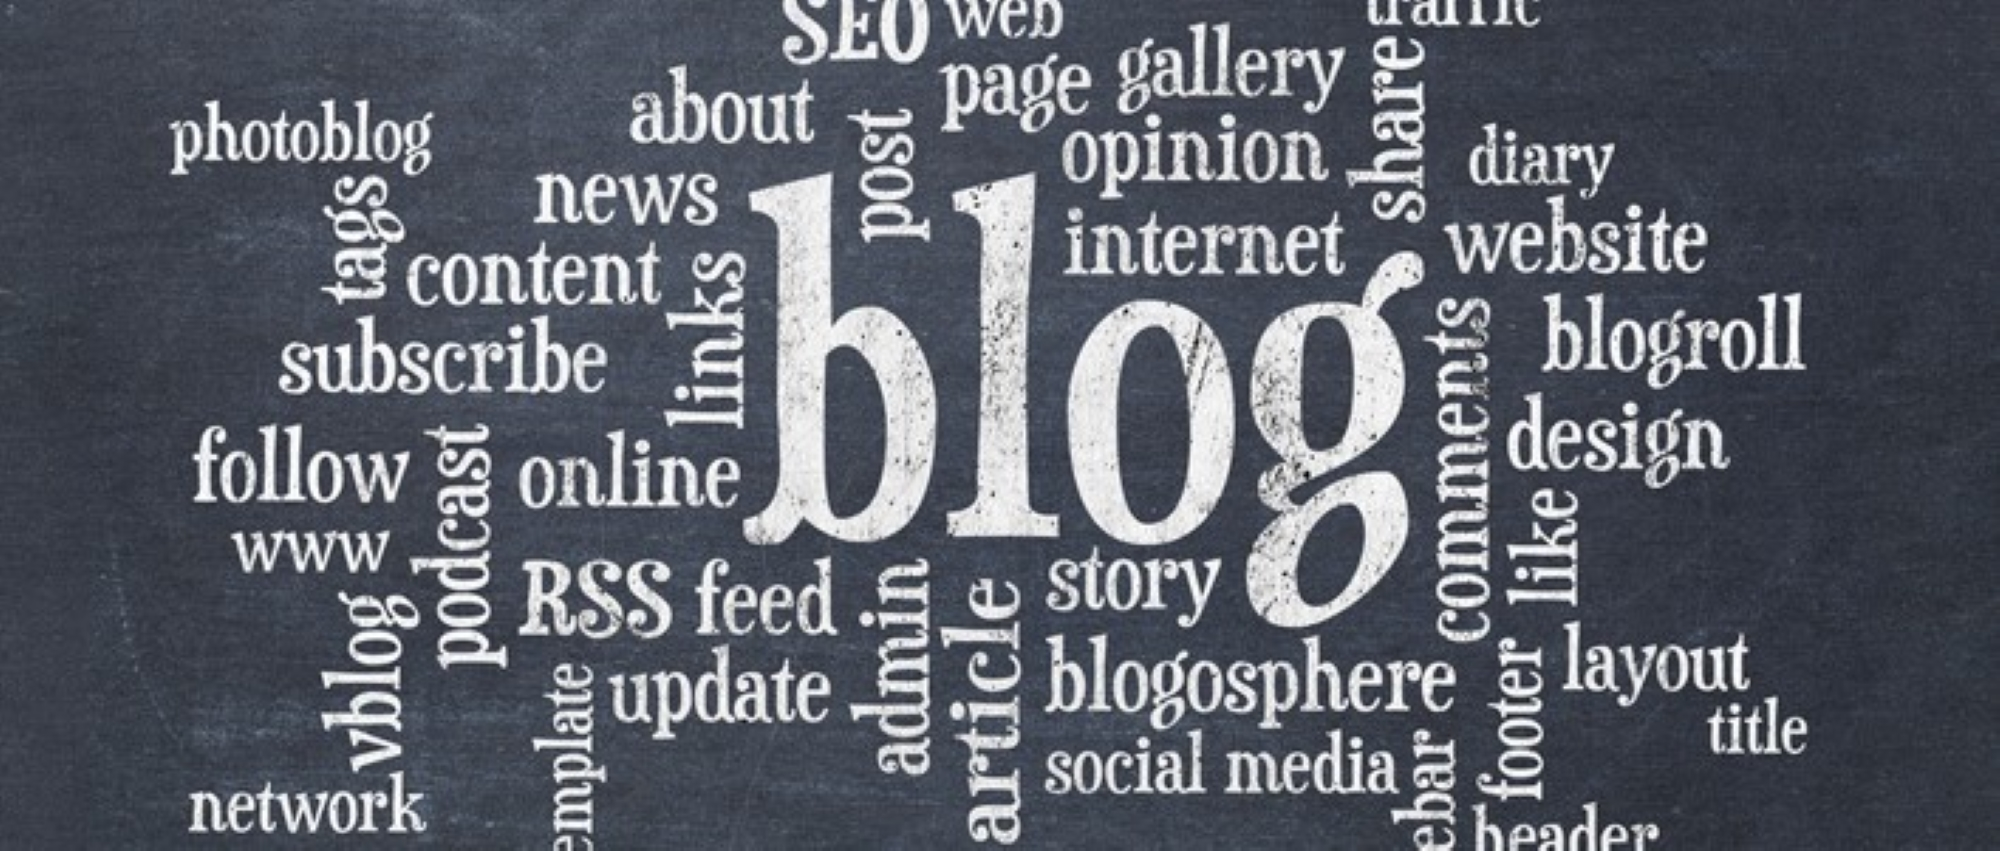 SEO web
traffic
page gallery
about
share
photoblog
post
opinion
diary
tags
news
internet
website
content
links
blog
subscribe
comments
blogroll
follow
podcast
online
design
www
like
RSS feed
admin
article
story
vblog
update
blogosphere
footer
layout
title
emplate
social media
ebar
network
header